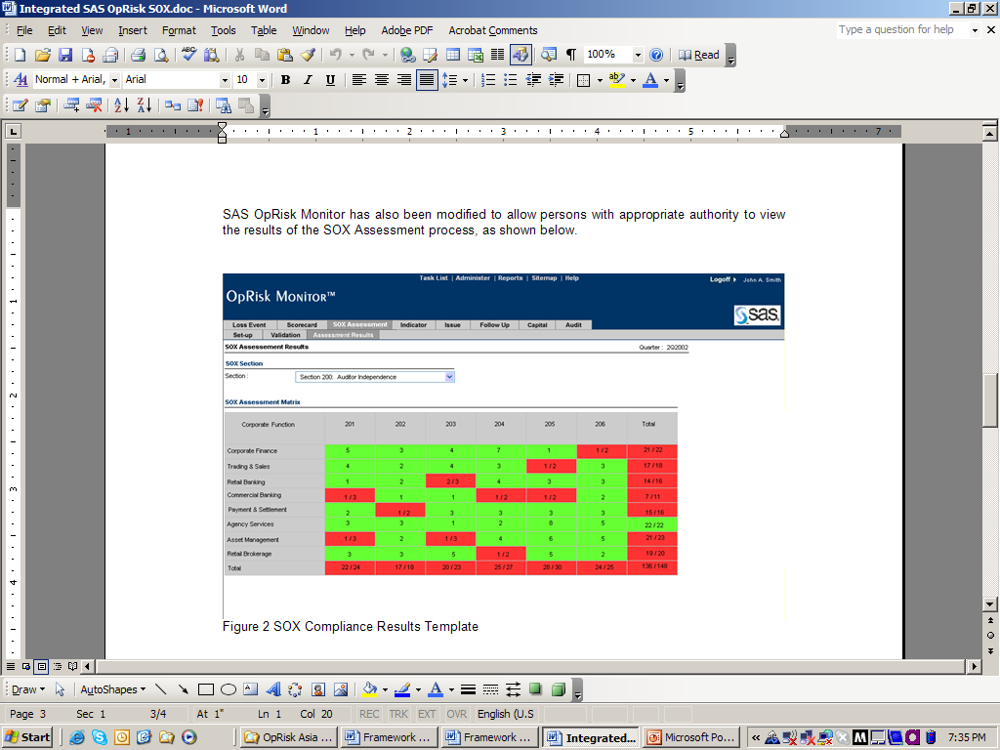 Integrated SAS OpRisk SOX.doc - Microsoft Word
File Edit View Insert Format Tools Table Window Help Adobe PDF Acrobat Comments
Type a question for help
100% Read
Normal + Arial, Arial 10 B I U
1 1 2 3 4 5 7
SAS OpRisk Monitor has also been modified to allow persons with appropriate authority to view
the results of the SOX Assessment process, as shown below.
Task List | Administer | Reports | Sitemap | Help
Logoff John A. Smith
OpRisk Monitor™
sas.
Loss Event Scorecard SOX Assessment Indicator Issue Follow Up Capital Audit
Set-up Validation Assessment Results
SOX Assessement Results Quarter : 2Q2002
SOX Section
Section : Section 200: Auditor Independence
SOX Assessment Matrix
Corporate Function 201 202 203 204 205 206 Total
Corporate Finance 5 3 4 7 1 1 / 2 21 / 22
Trading & Sales 4 2 4 3 1 / 2 3 17 / 18
Retail Banking 1 2 2 / 3 4 3 3 14 / 16
Commercial Banking 1 / 3 1 1 1 / 2 1 / 2 2 7 / 11
Payment & Settlement 2 1 / 2 3 3 3 3 15 / 18
Agency Services 3 3 1 2 8 5 22 / 22
Asset Management 1 / 3 2 1 / 3 4 6 5 21 / 23
Retail Brokerage 3 3 5 1 / 2 5 2 19 / 20
Total 22 / 24 17 / 18 20 / 23 25 / 27 28 / 30 24 / 25 136 / 148
Figure 2 SOX Compliance Results Template
Draw AutoShapes
Page 3 Sec 1 3/4 At 1" Ln 1 Col 20 REC TRK EXT OVR English (U.S
Start OpRisk Asia ... Framework ... Framework ... Integrated... Microsoft Po... 7:35 PM